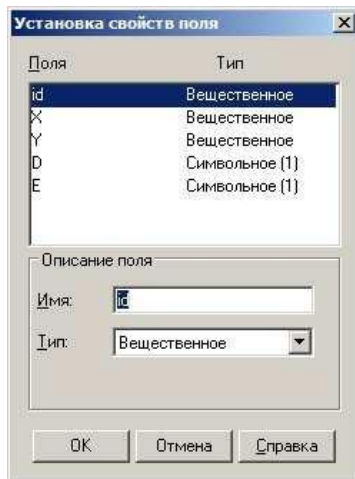 Установка свойств поля
Поля Тип
id Вещественное
X Вещественное
Y Вещественное
D Символьное (1)
E Символьное (1)
Описание поля
Имя: id
Тип: Вещественное
OK Отмена Справка